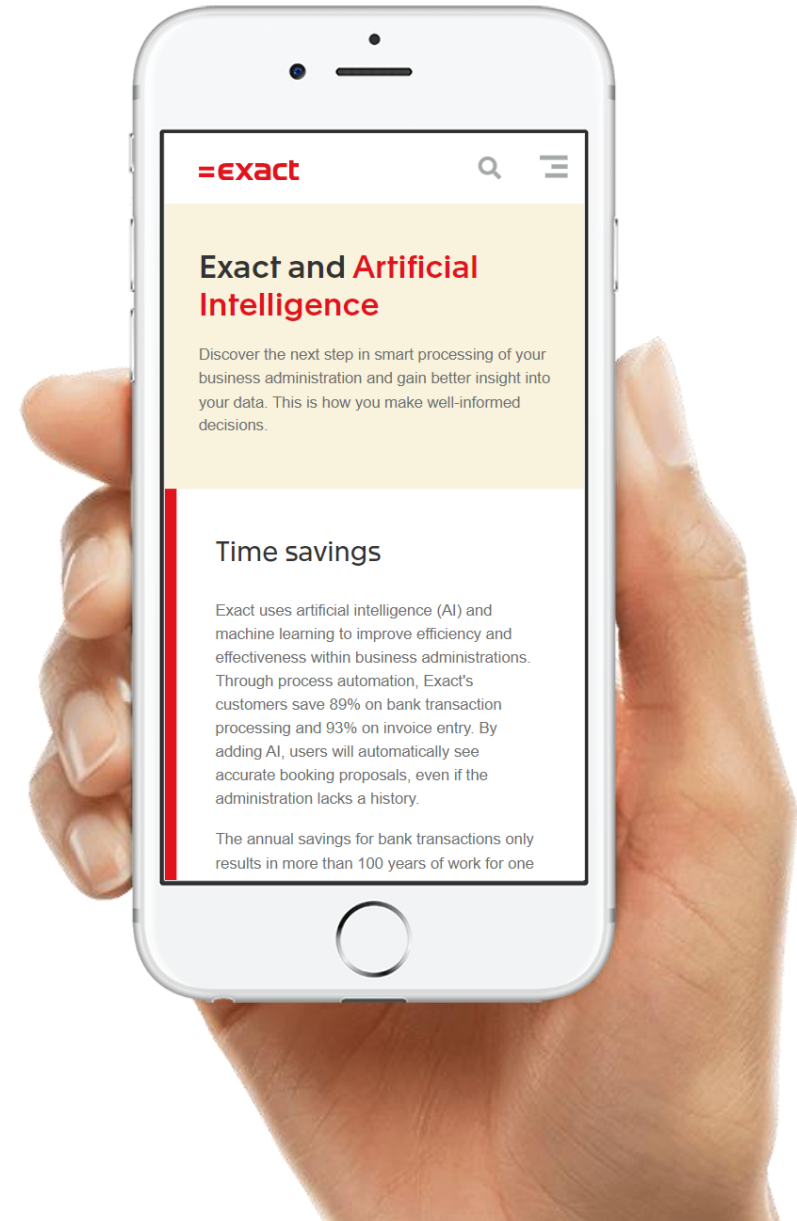 =exact
Exact and Artificial
Intelligence
Discover the next step in smart processing of your
business administration and gain better insight into
your data. This is how you make well-informed
decisions.
Time savings
Exact uses artificial intelligence (AI) and
machine learning to improve efficiency and
effectiveness within business administrations.
Through process automation, Exact's
customers save 89% on bank transaction
processing and 93% on invoice entry. By
adding AI, users will automatically see
accurate booking proposals, even if the
administration lacks a history.
The annual savings for bank transactions only
results in more than 100 years of work for one